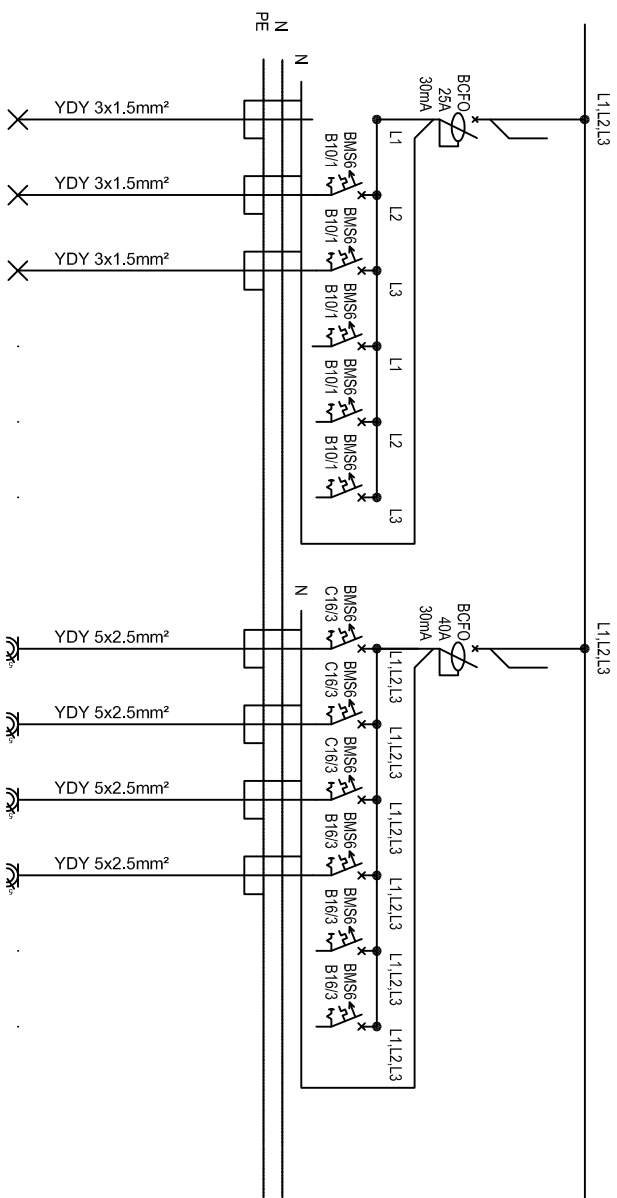 L1,L2,L3
BCFO
25A
30mA
L1
L2
L3
L1
L2
L3
BMS6
B10/1
BMS6
B10/1
BMS6
B10/1
BMS6
B10/1
BMS6
B10/1
N
N
PE
YDY 3x1.5mm²
YDY 3x1.5mm²
YDY 3x1.5mm²
L1,L2,L3
BCFO
40A
30mA
L1,L2,L3
L1,L2,L3
L1,L2,L3
L1,L2,L3
L1,L2,L3
L1,L2,L3
BMS6
C16/3
BMS6
C16/3
BMS6
C16/3
BMS6
B16/3
BMS6
B16/3
BMS6
B16/3
N
YDY 5x2.5mm²
YDY 5x2.5mm²
YDY 5x2.5mm²
YDY 5x2.5mm²